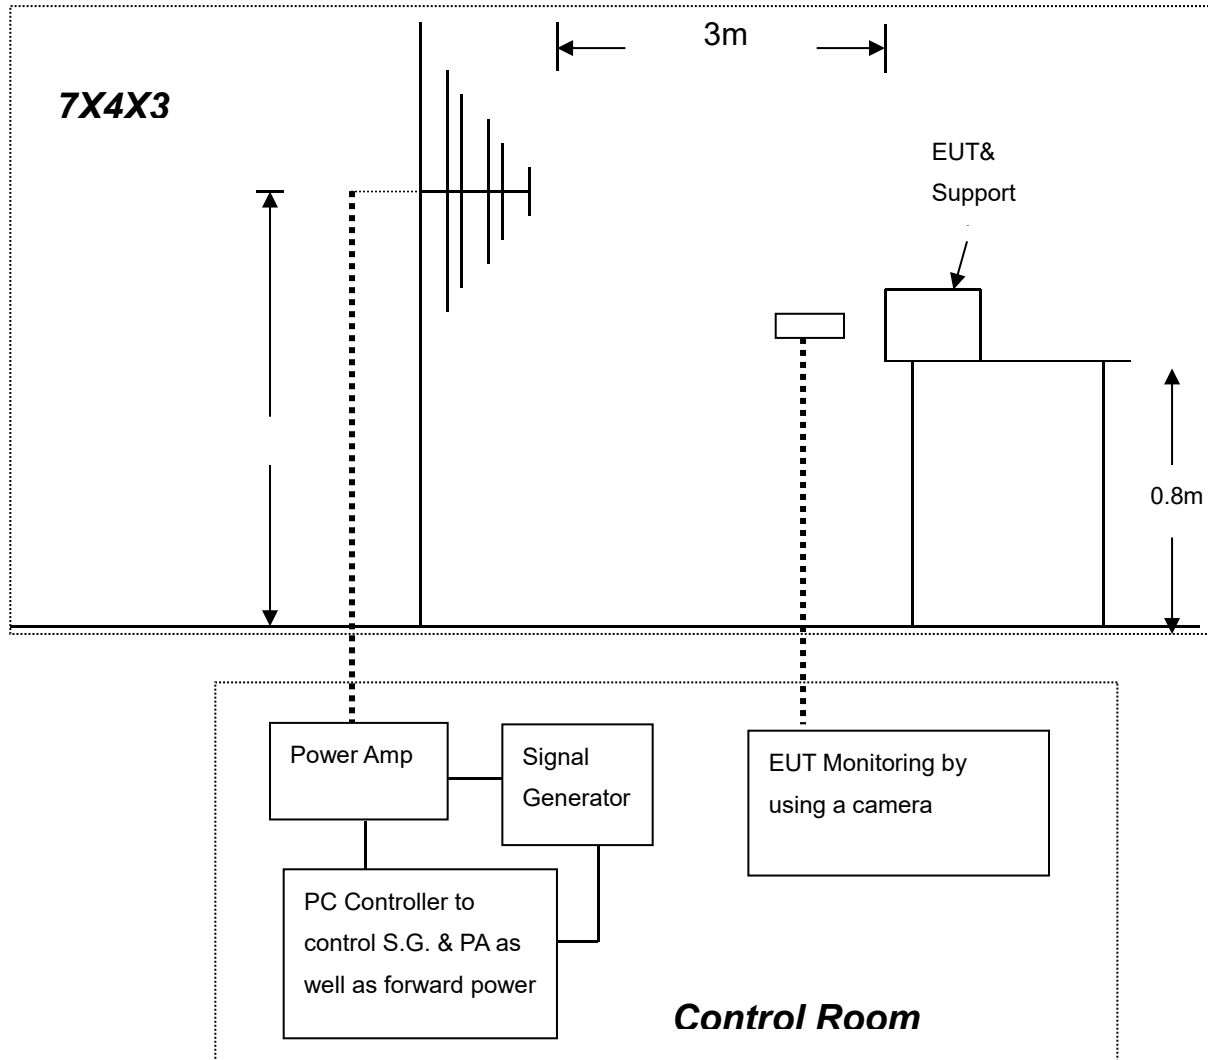 3m
7X4X3
EUT&
Support
0.8m
Power Amp
Signal
Generator
EUT Monitoring by
using a camera
PC Controller to
control S.G. & PA as
well as forward power
Control Room